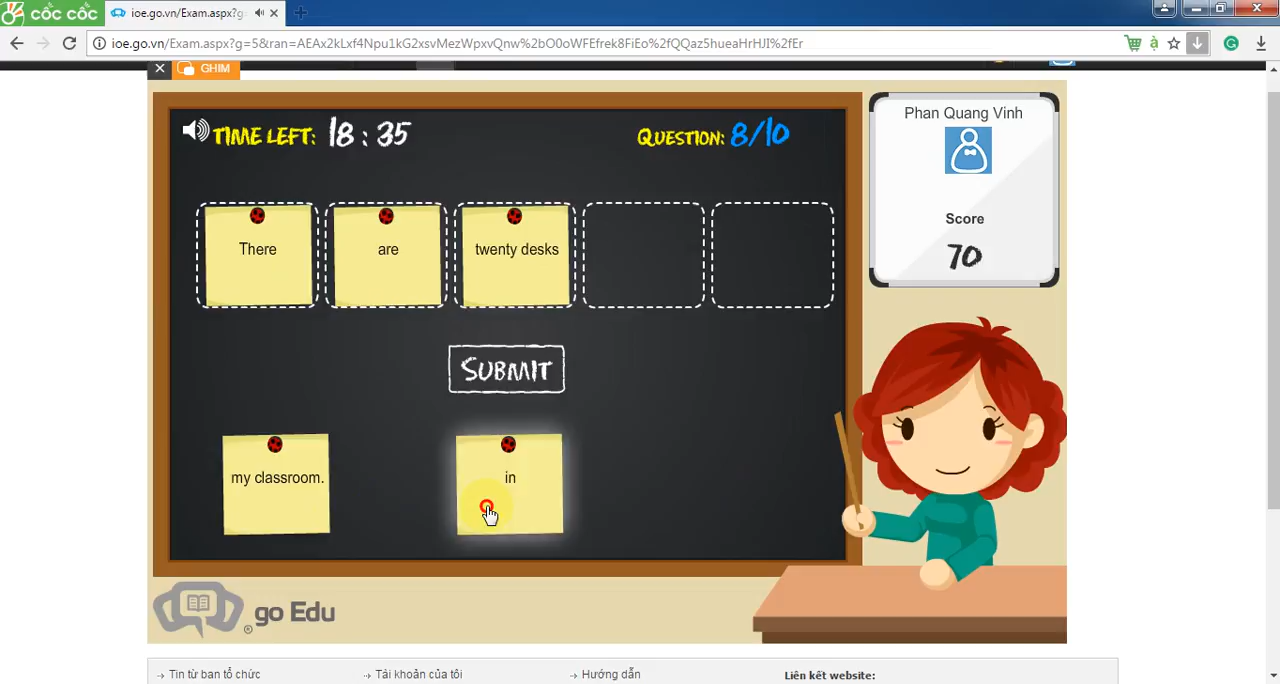 CỐC CỐC
ioe.go.vn/Exam.aspx?g=
ioe.go.vn/Exam.aspx?g=5&ran=AEAx2kLxf4Npu1kG2xsvMezWpxvQnw%2bO0oWFEfrek8FiEo%2fQQaz5hueaHrHJI%2fEr
GHIM
TIME LEFT: 18 : 35
QUESTION: 8/10
Phan Quang Vinh
Score
70
There
are
twenty desks
SUBMIT
my classroom.
in
go Edu
Tin từ ban tổ chức
Tài khoản của tôi
Hướng dẫn
Liên kết website: